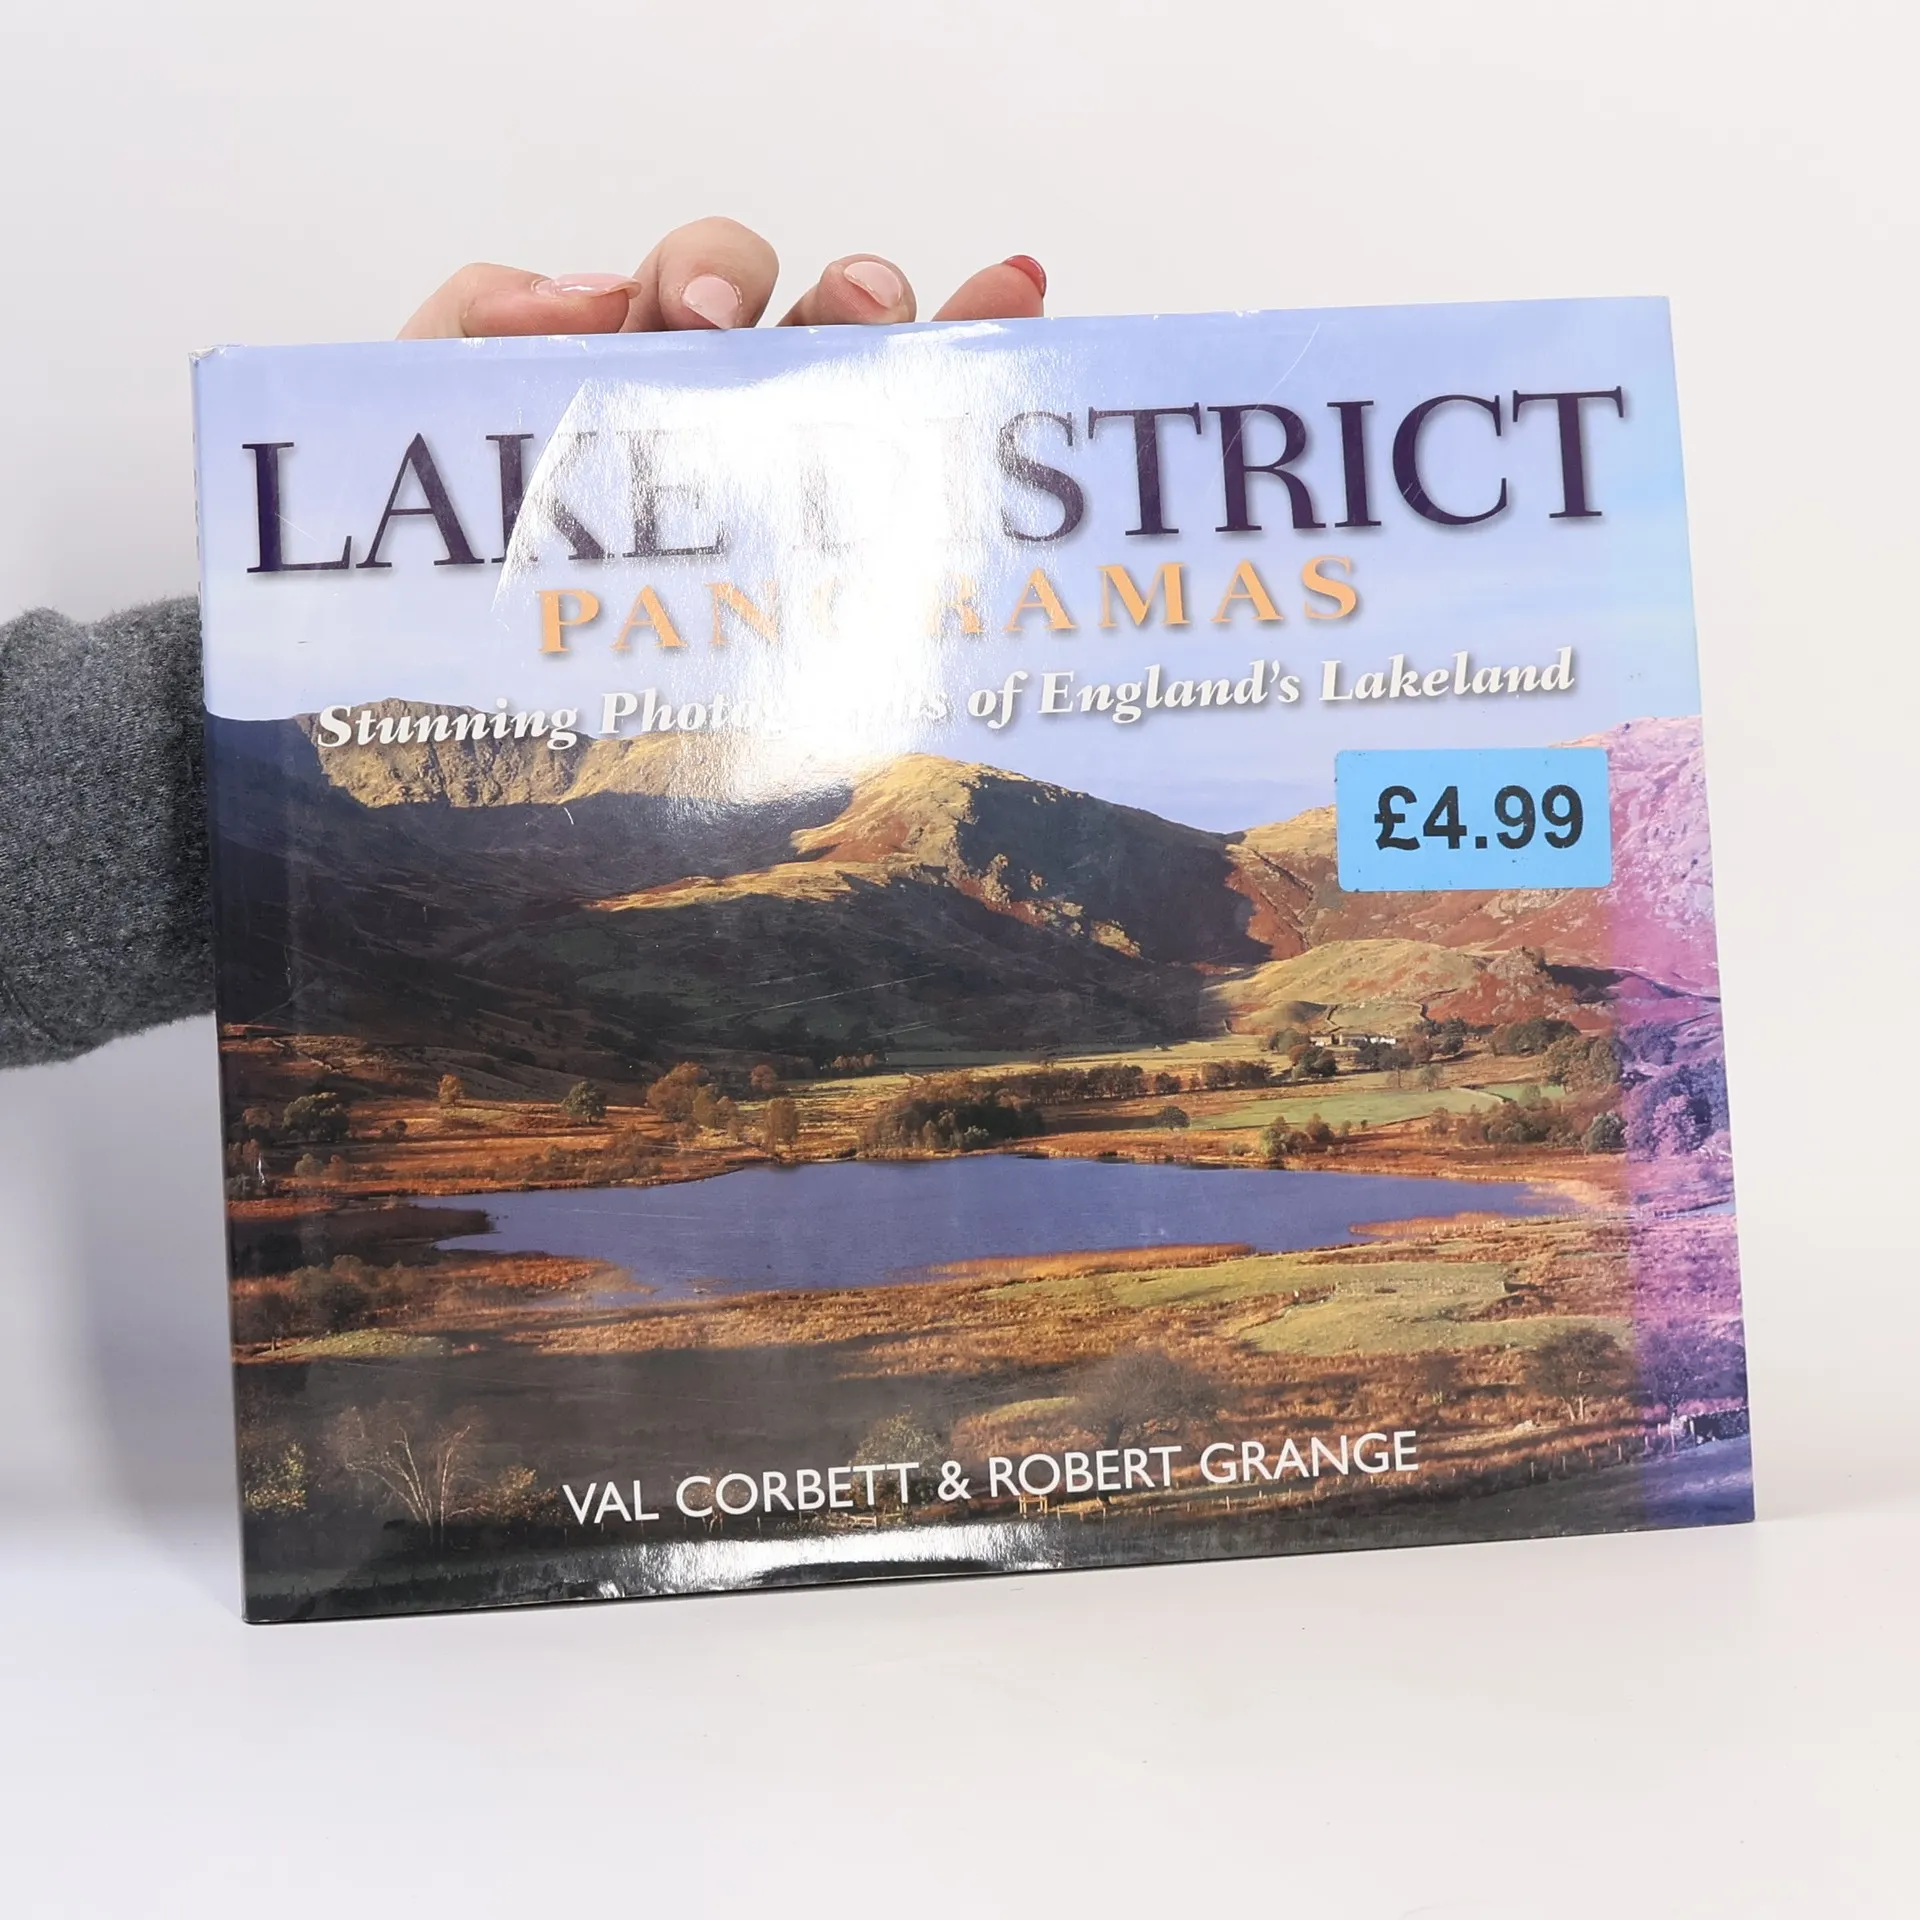 LAKE DISTRICT
PANORAMAS
Stunning Photographs of England's Lakeland
£4.99
VAL CORBETT & ROBERT GRANGE